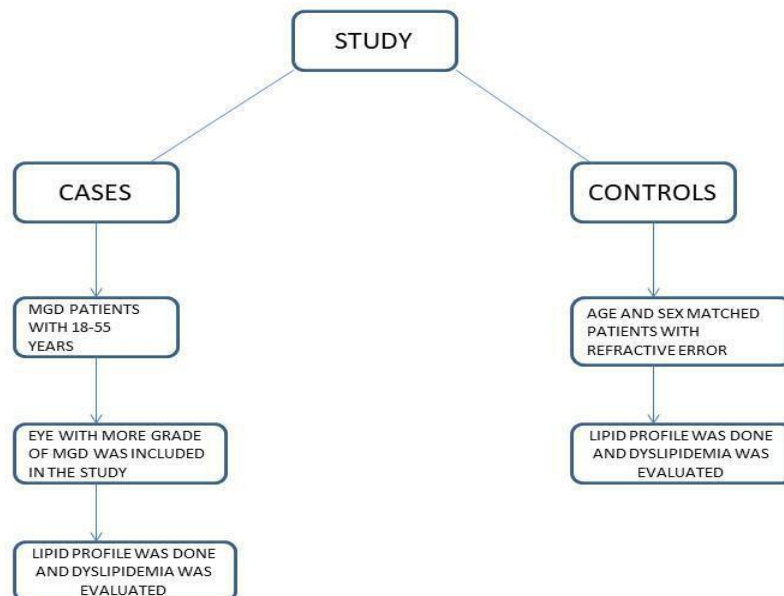 STUDY
CASES
CONTROLS
MGD PATIENTS
WITH 18-55
YEARS
AGE AND SEX MATCHED
PATIENTS WITH
REFRACTIVE ERROR
EYE WITH MORE GRADE
OF MGD WAS INCLUDED
IN THE STUDY
LIPID PROFILE WAS DONE
AND DYSLIPIDEMIA WAS
EVALUATED
LIPID PROFILE WAS DONE
AND DYSLIPIDEMIA WAS
EVALUATED